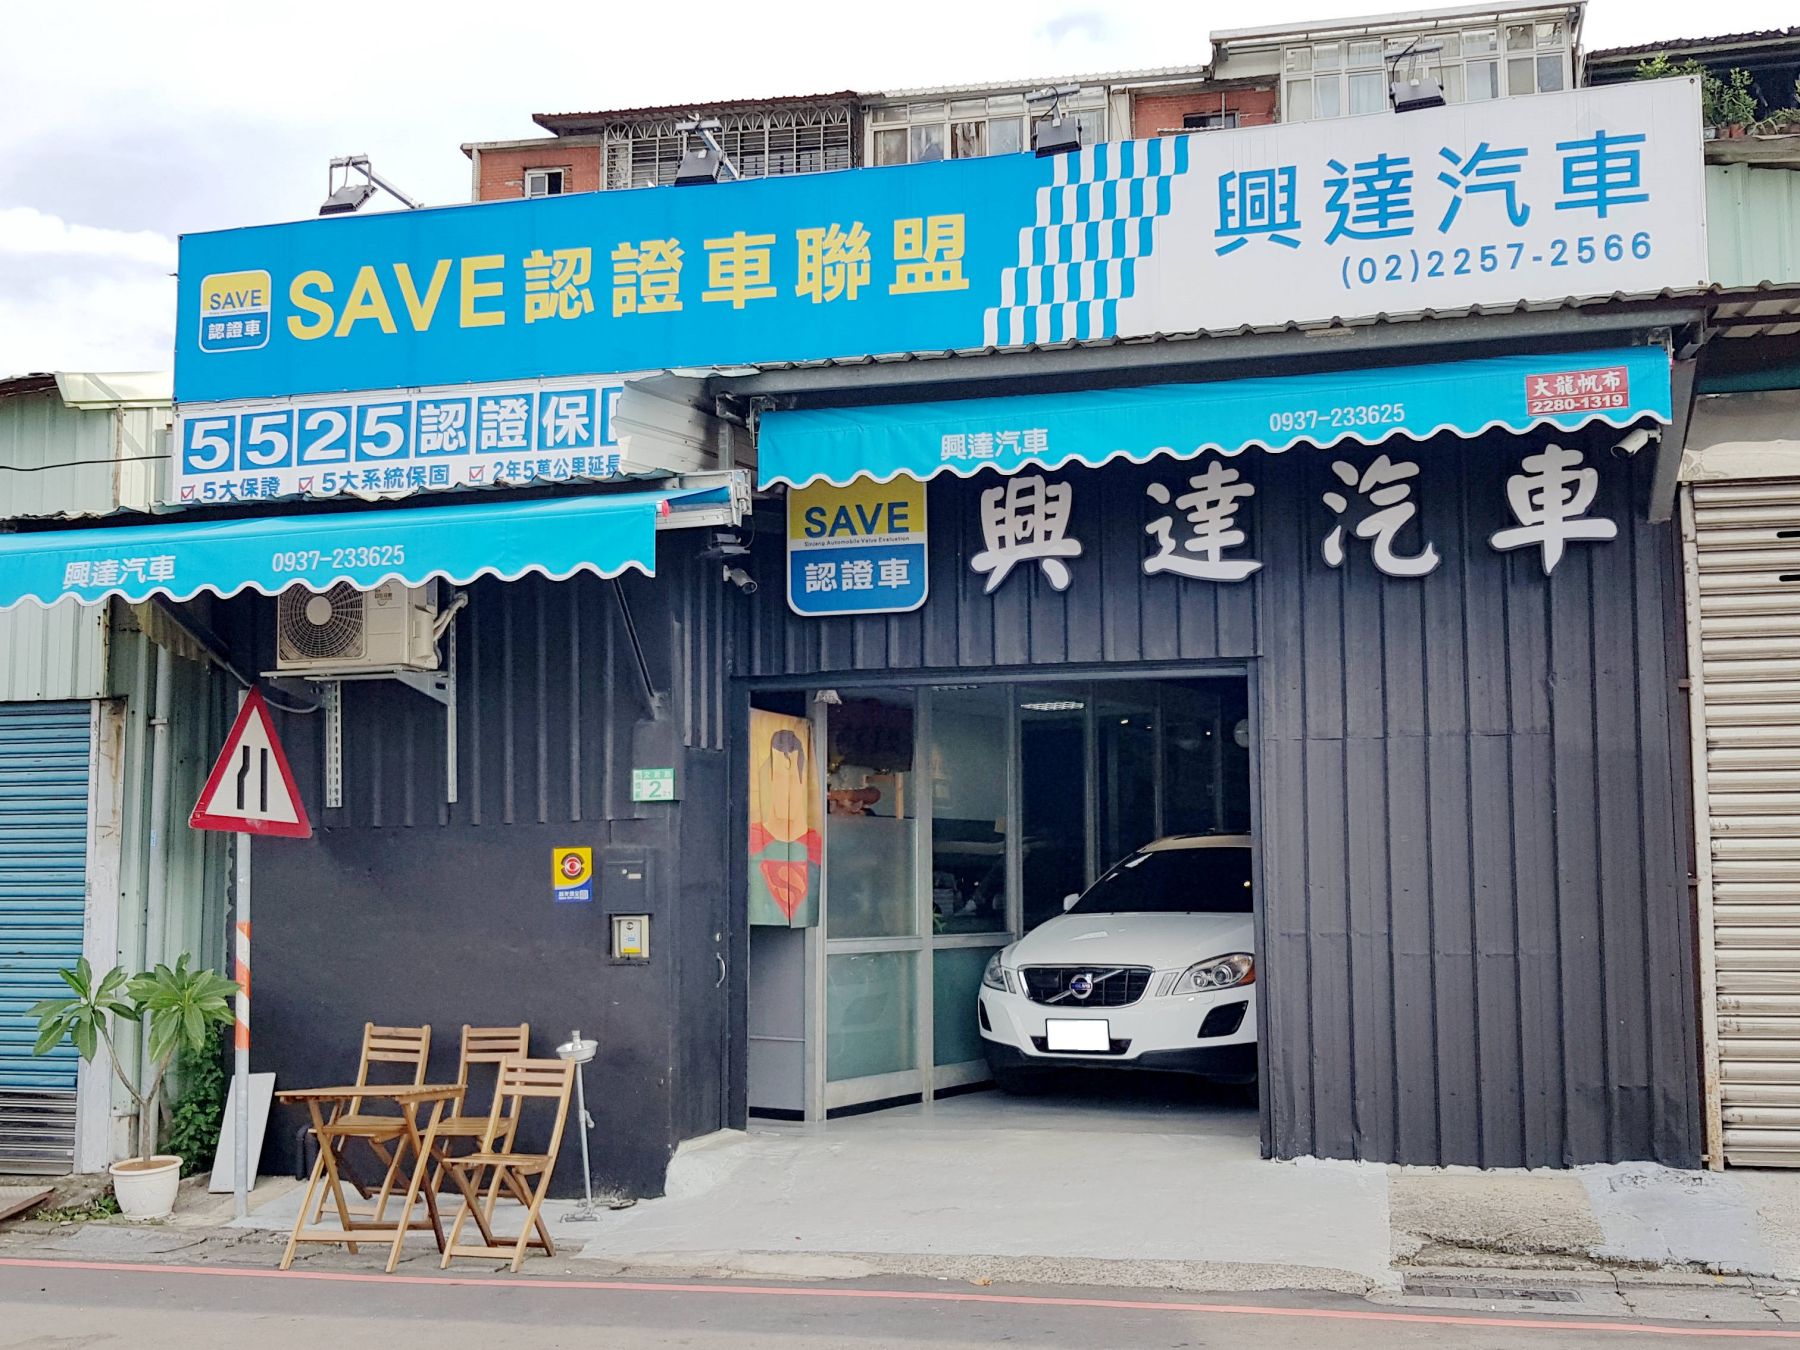 SAVE
認證車
SAVE認證車聯盟
興達汽車
(02)2257-2566
5525認證保
5大保證 5大系統保固 2年5萬公里延長
興達汽車 0937-233625
大龍帆布
2280-1319
興達汽車 0937-233625
SAVE
Sinjang Automobile Valve Evaluation
認證車
興達汽車
2